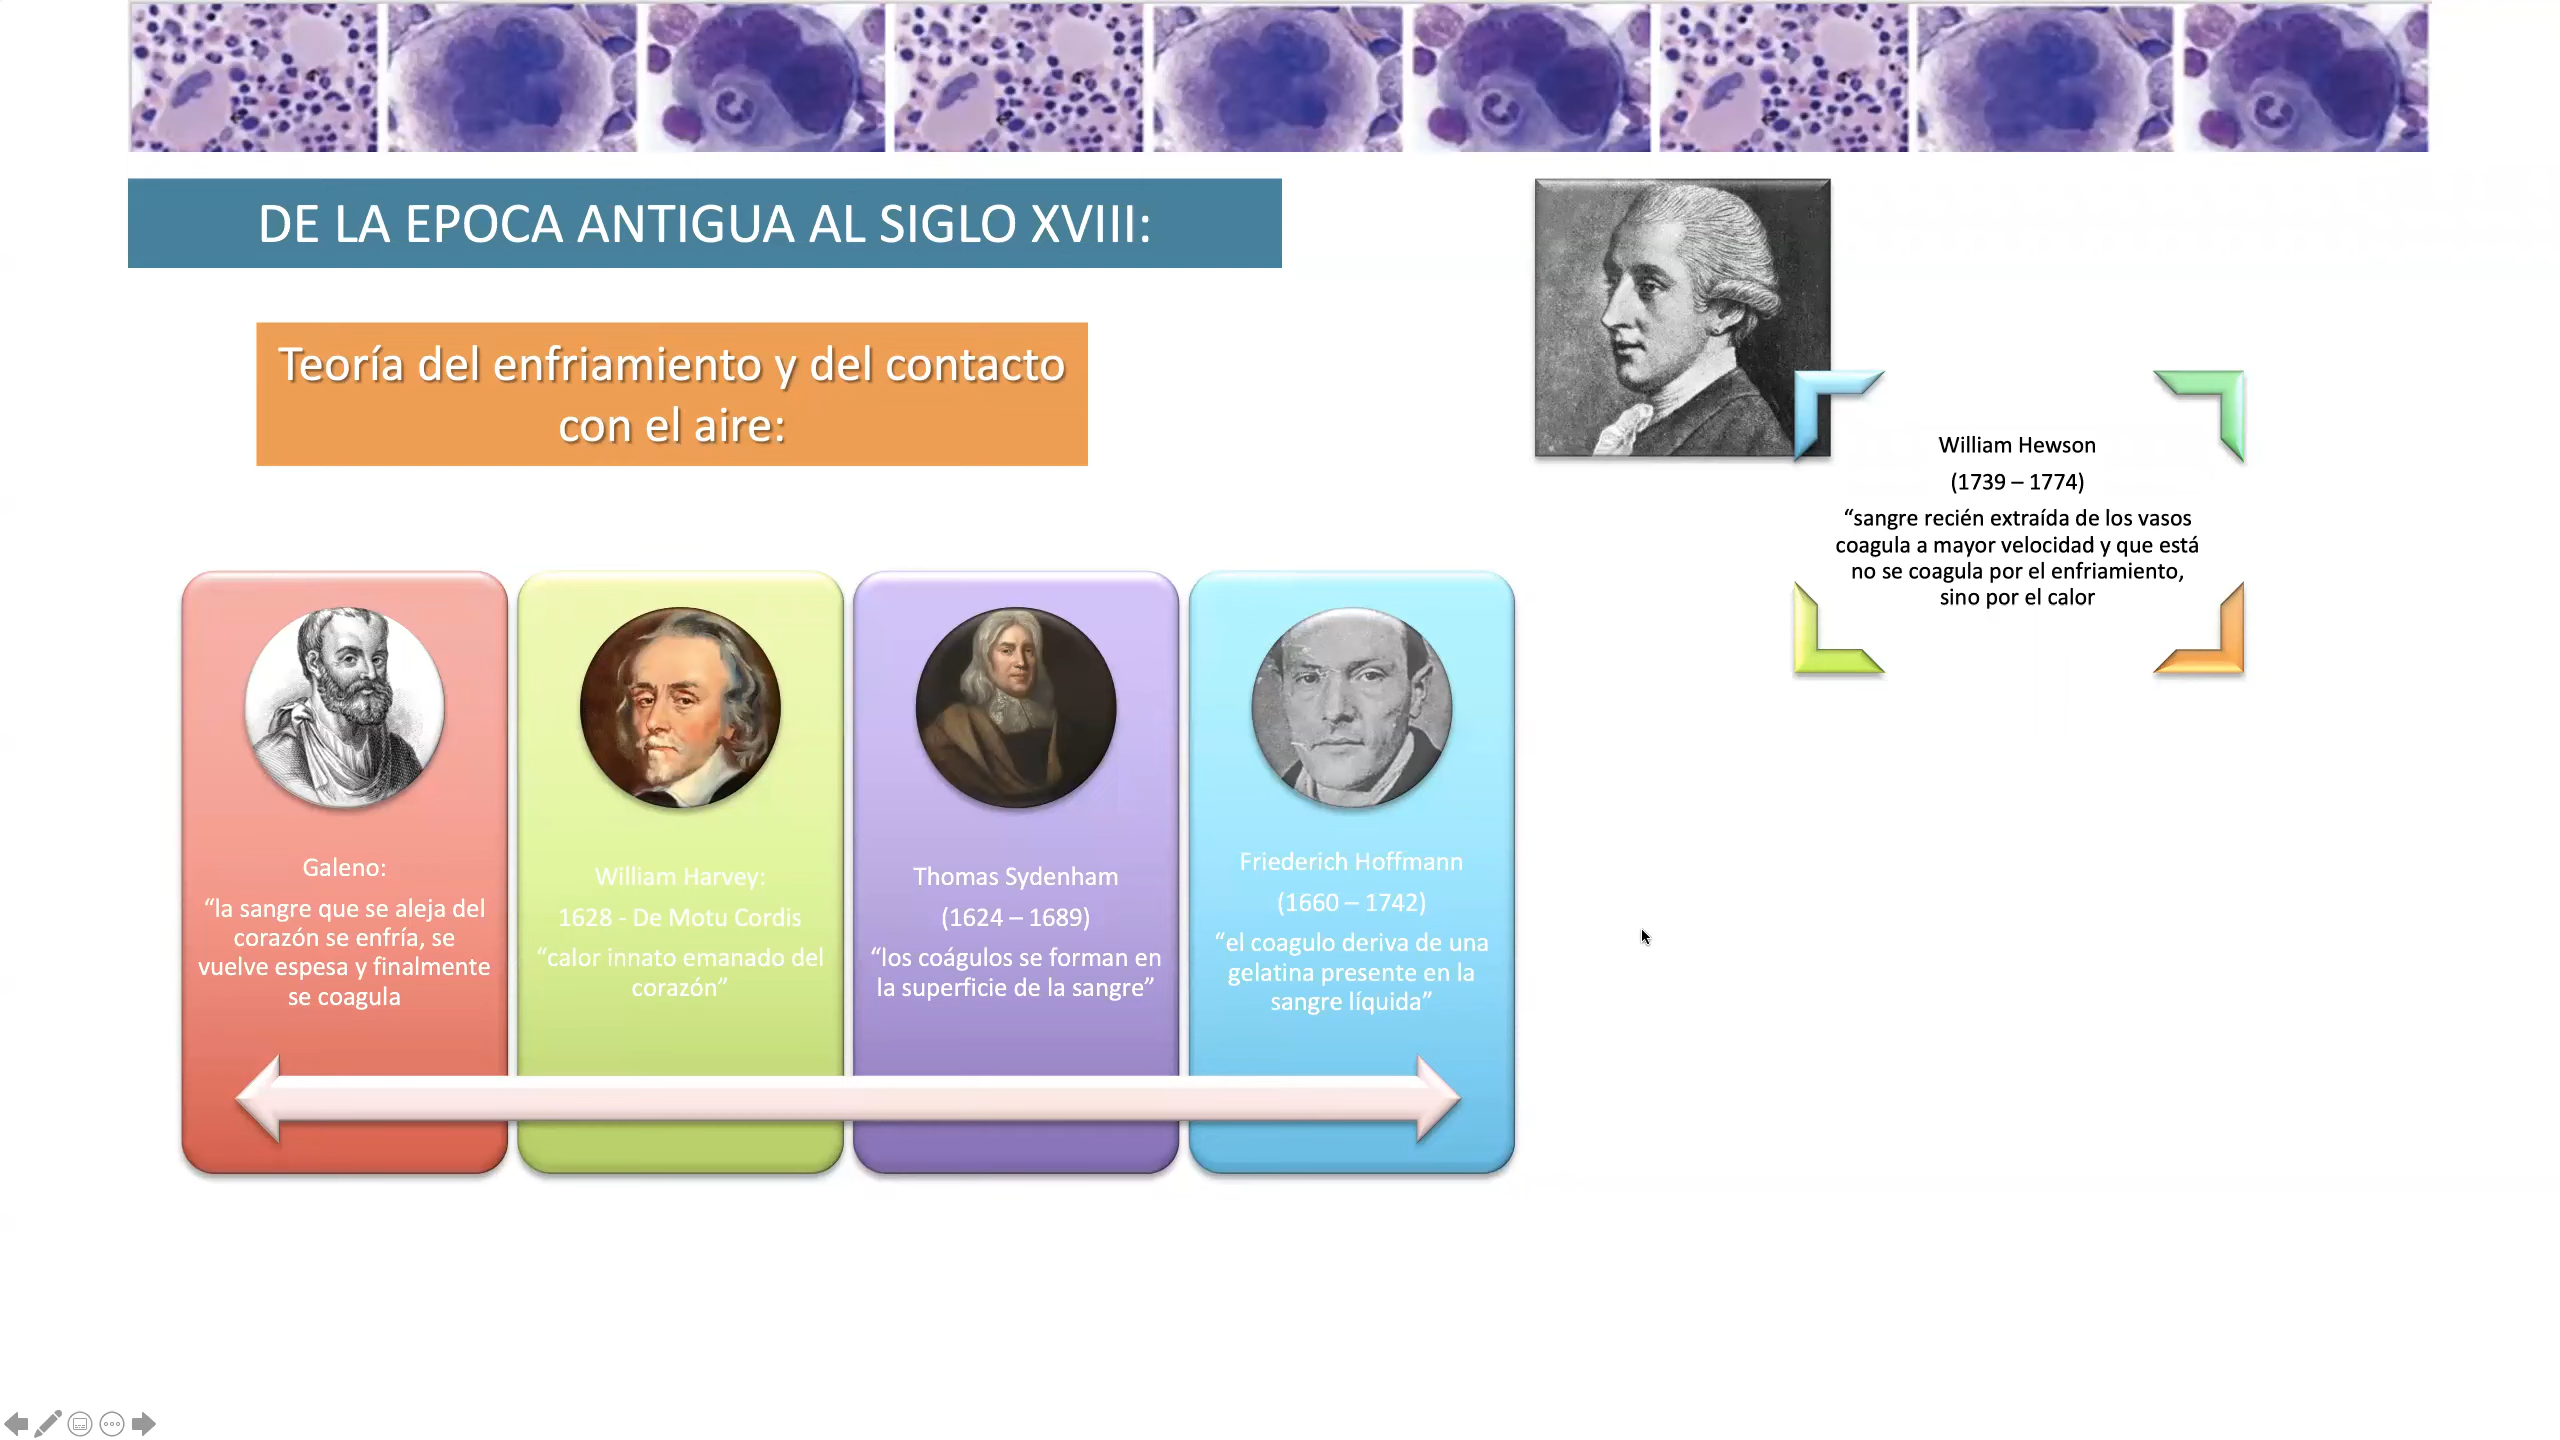 DE LA EPOCA ANTIGUA AL SIGLO XVIII:
Teoría del enfriamiento y del contacto
con el aire:
William Hewson
(1739 – 1774)
“sangre recién extraída de los vasos
coagula a mayor velocidad y que está
no se coagula por el enfriamiento,
sino por el calor
Galeno:
“la sangre que se aleja del
corazón se enfría, se
vuelve espesa y finalmente
se coagula
William Harvey:
1628 - De Motu Cordis
“calor innato emanado del
corazón”
Thomas Sydenham
(1624 – 1689)
“los coágulos se forman en
la superficie de la sangre”
Friederich Hoffmann
(1660 – 1742)
“el coagulo deriva de una
gelatina presente en la
sangre líquida”